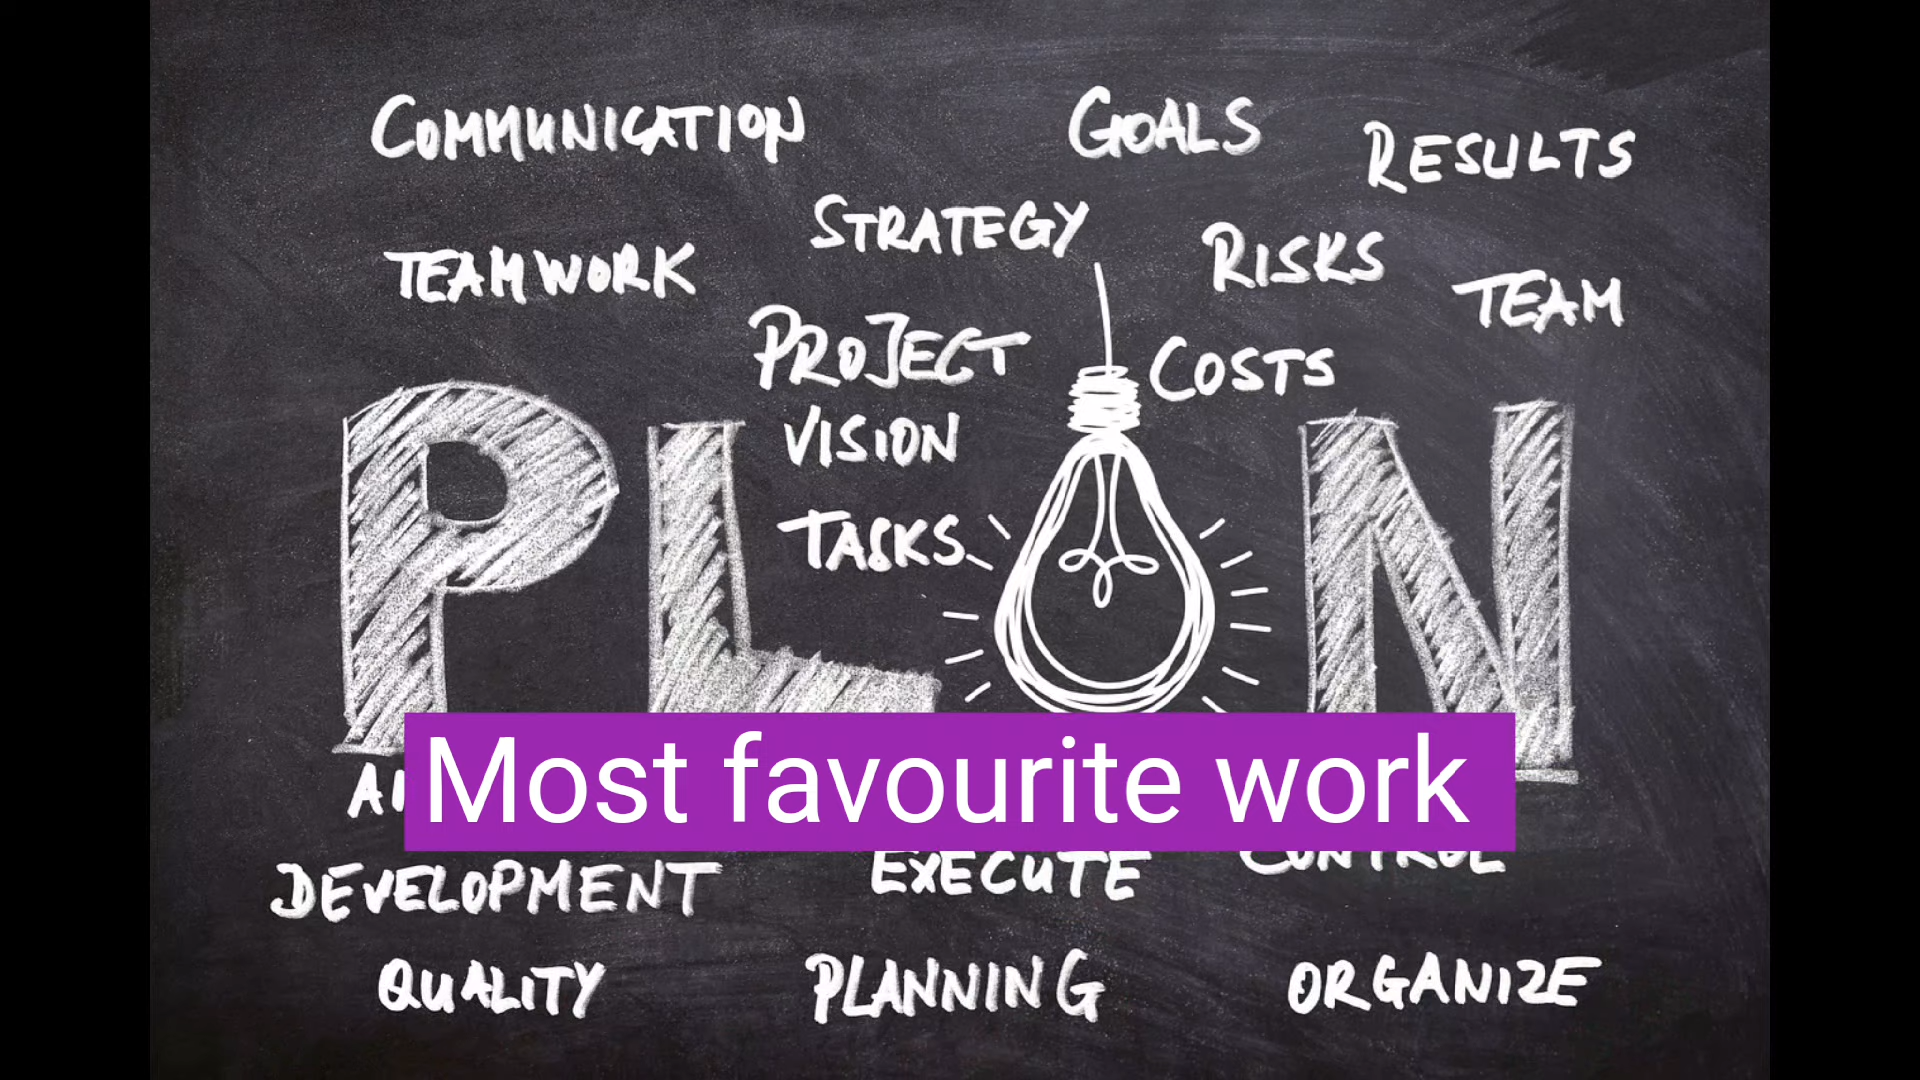 COMMUNICATION
GOALS
RESULTS
STRATEGY
TEAMWORK
RISKS
TEAM
PROJECT
COSTS
VISION
TASKS
PLAN
Most favourite work
DEVELOPMENT
EXECUTE
CONTROL
QUALITY
PLANNING
ORGANIZE